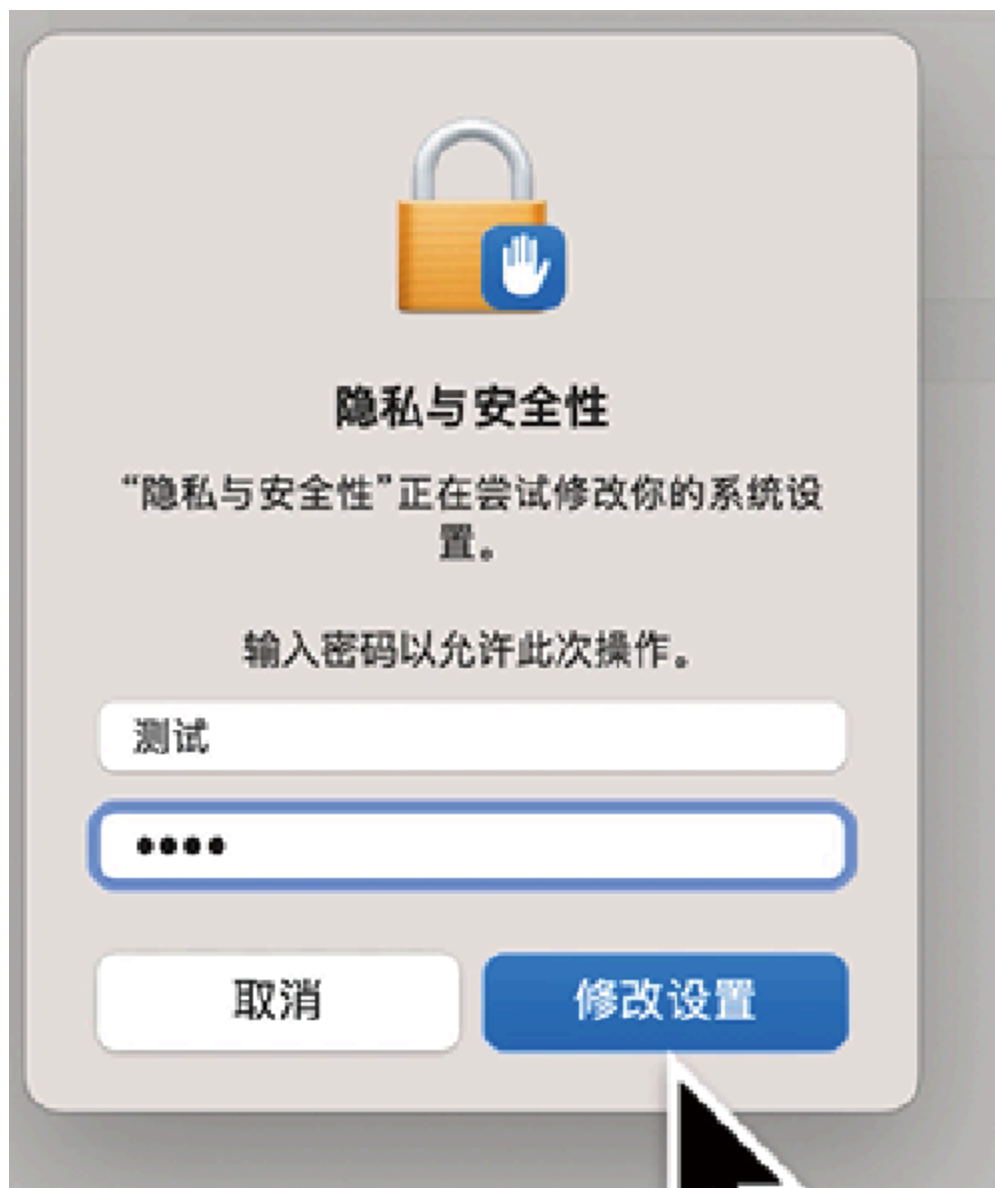 隐私与安全性
“隐私与安全性”正在尝试修改你的系统设
置。
输入密码以允许此次操作。
测试
••••
取消
修改设置